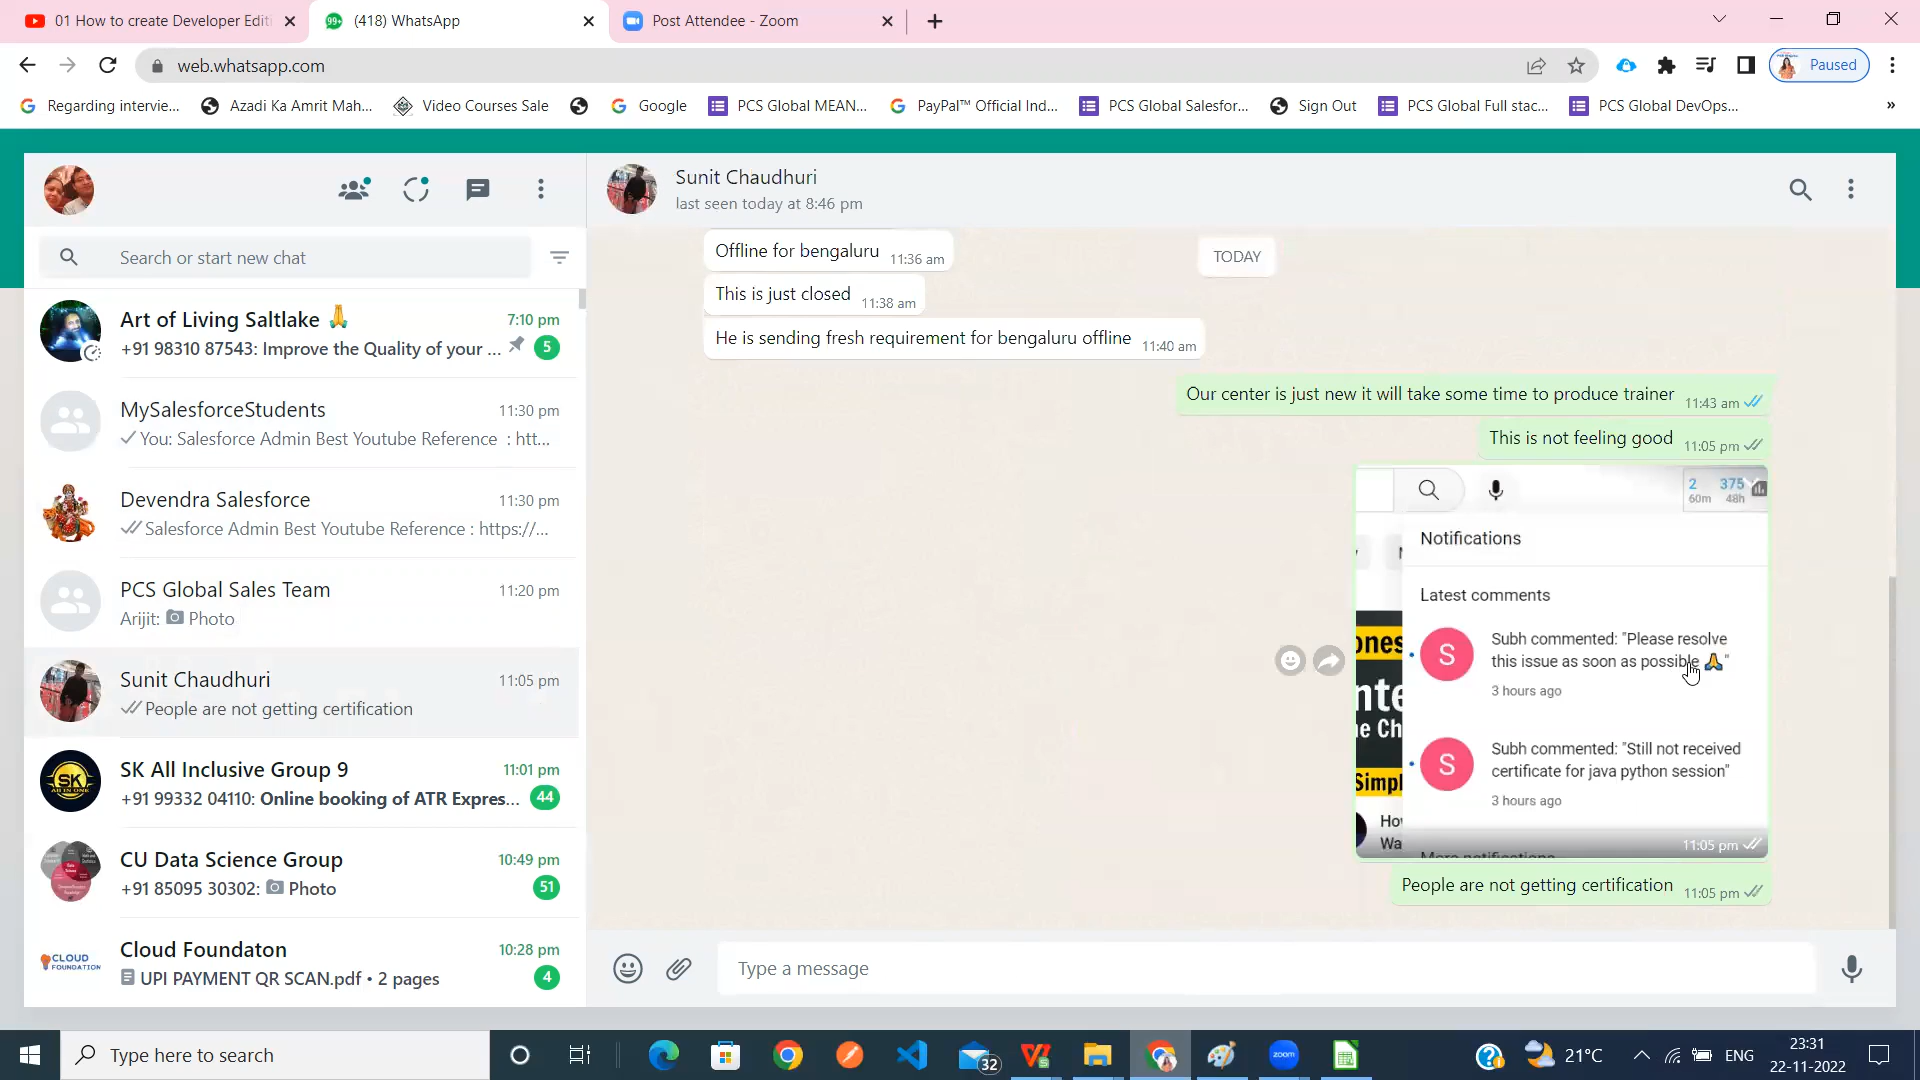 01 How to create Developer Editi
(418) WhatsApp
Post Attendee - Zoom
web.whatsapp.com
Paused
Regarding intervie...
Azadi Ka Amrit Mah...
Video Courses Sale
Google
PCS Global MEAN...
PayPal™ Official Ind...
PCS Global Salesfor...
Sign Out
PCS Global Full stac...
PCS Global DevOps...
»
Search or start new chat
Art of Living Saltlake 🙏
7:10 pm
+91 98310 87543: Improve the Quality of your ...
5
MySalesforceStudents
11:30 pm
You: Salesforce Admin Best Youtube Reference : htt...
Devendra Salesforce
11:30 pm
Salesforce Admin Best Youtube Reference : https://...
PCS Global Sales Team
11:20 pm
Arijit: Photo
Sunit Chaudhuri
11:05 pm
People are not getting certification
SK
SK All Inclusive Group 9
11:01 pm
+91 99332 04110: Online booking of ATR Expres...
44
CU Data Science Group
10:49 pm
+91 85095 30302: Photo
51
CLOUD
FOUNDATION
Cloud Foundaton
10:28 pm
UPI PAYMENT QR SCAN.pdf • 2 pages
4
Sunit Chaudhuri
last seen today at 8:46 pm
TODAY
Offline for bengaluru 11:36 am
This is just closed 11:38 am
He is sending fresh requirement for bengaluru offline 11:40 am
Our center is just new it will take some time to produce trainer 11:43 am
This is not feeling good 11:05 pm
2 375
60m 48h
Notifications
Latest comments
S
Subh commented: "Please resolve
this issue as soon as possible 🙏"
3 hours ago
S
Subh commented: "Still not received
certificate for java python session"
3 hours ago
More notifications
ones
nte
e Ch
Simpl
Ho
Wa
11:05 pm
People are not getting certification 11:05 pm
Type a message
Type here to search
32
zoom
21°C
ENG
23:31
22-11-2022